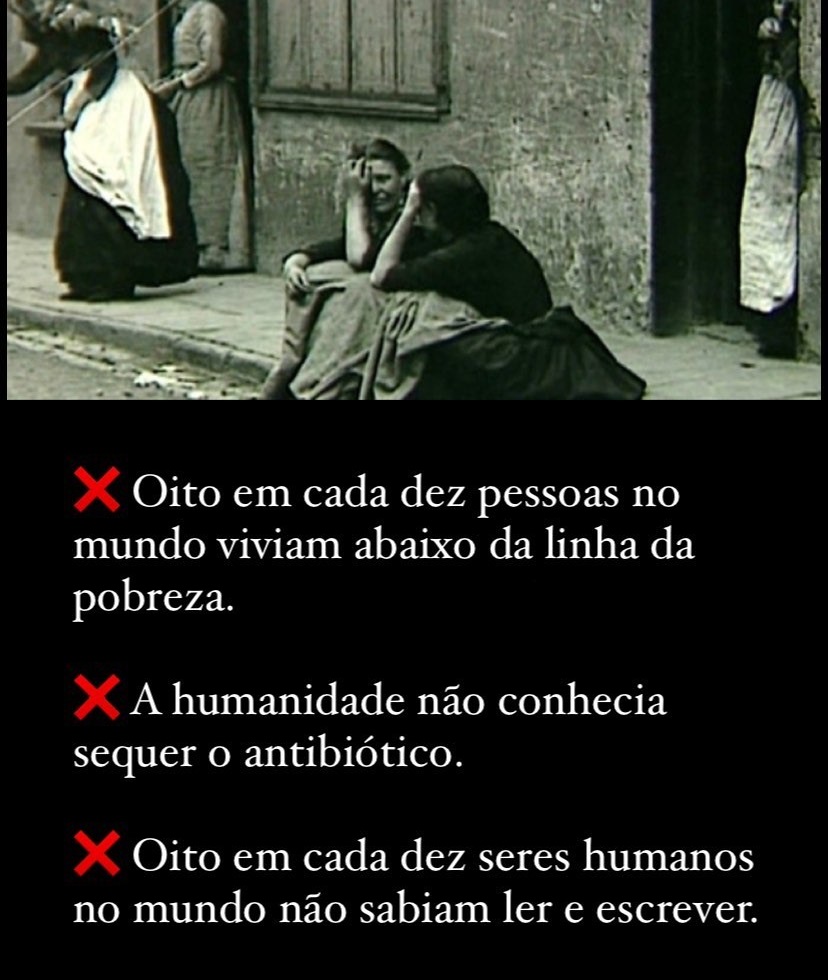 ❌ Oito em cada dez pessoas no
mundo viviam abaixo da linha da
pobreza.
❌ A humanidade não conhecia
sequer o antibiótico.
❌ Oito em cada dez seres humanos
no mundo não sabiam ler e escrever.